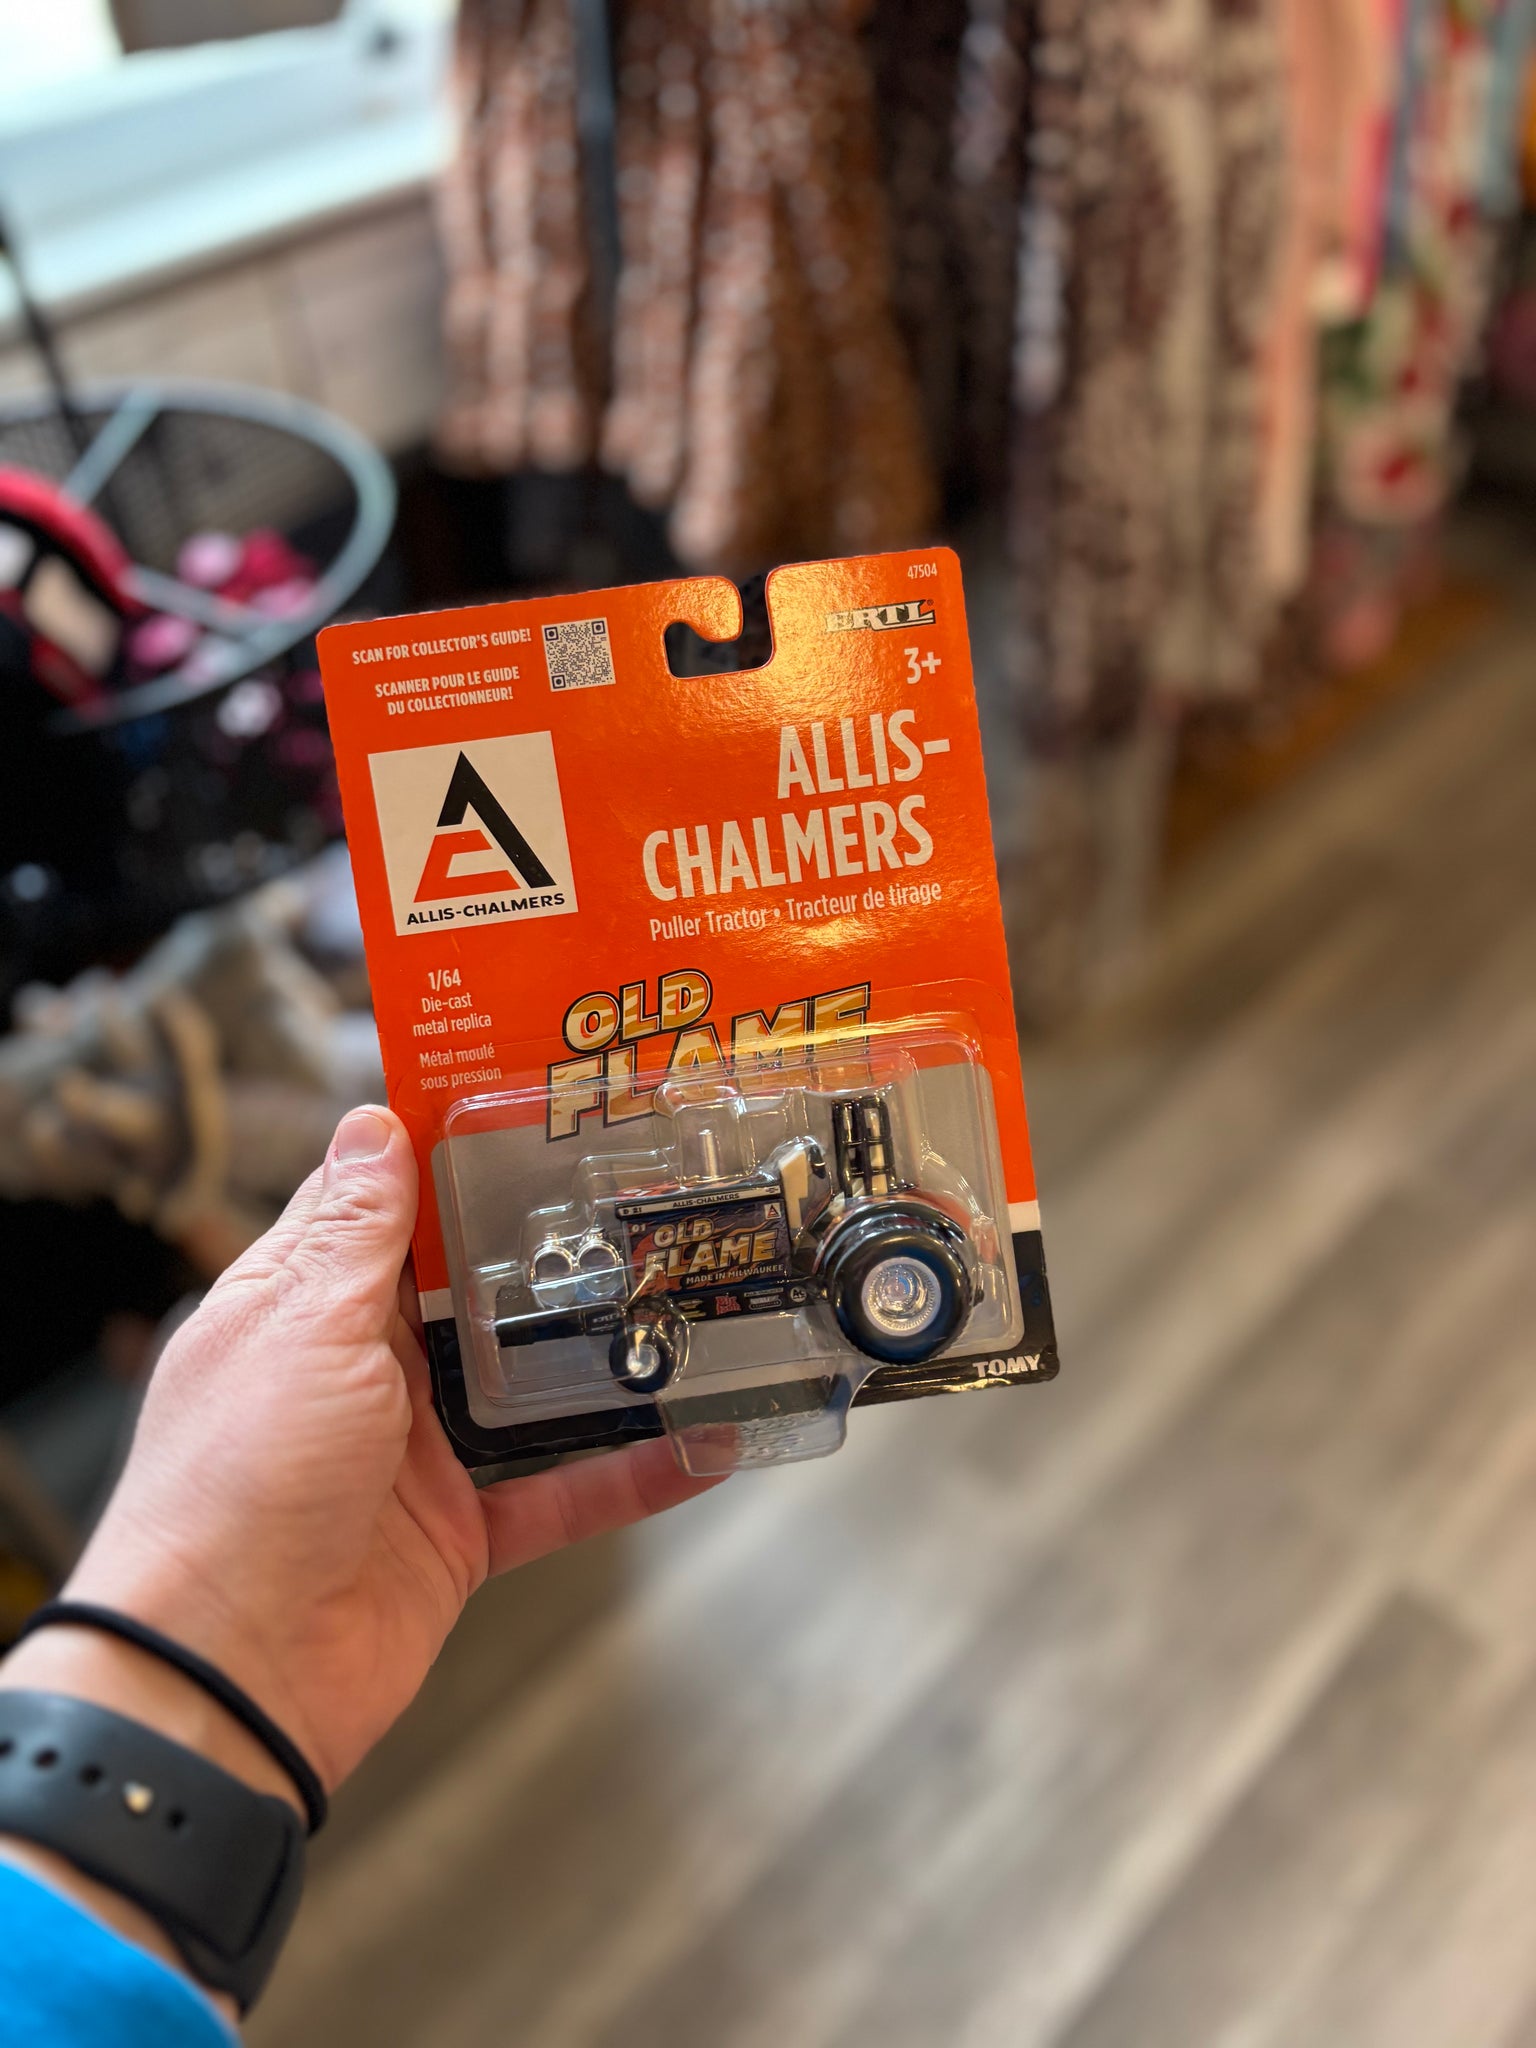 47504
SCAN FOR COLLECTOR'S GUIDE!
SCANNER POUR LE GUIDE
DU COLLECTIONNEUR!
ERTL®
3+
ALLIS-
CHALMERS
Puller Tractor • Tracteur de tirage
ALLIS-CHALMERS
1/64
Die-cast
metal replica
Métal moulé
sous pression
OLD
FLAME
ALLIS-CHALMERS
OLD
FLAME
MADE IN MILWAUKEE
TOMY